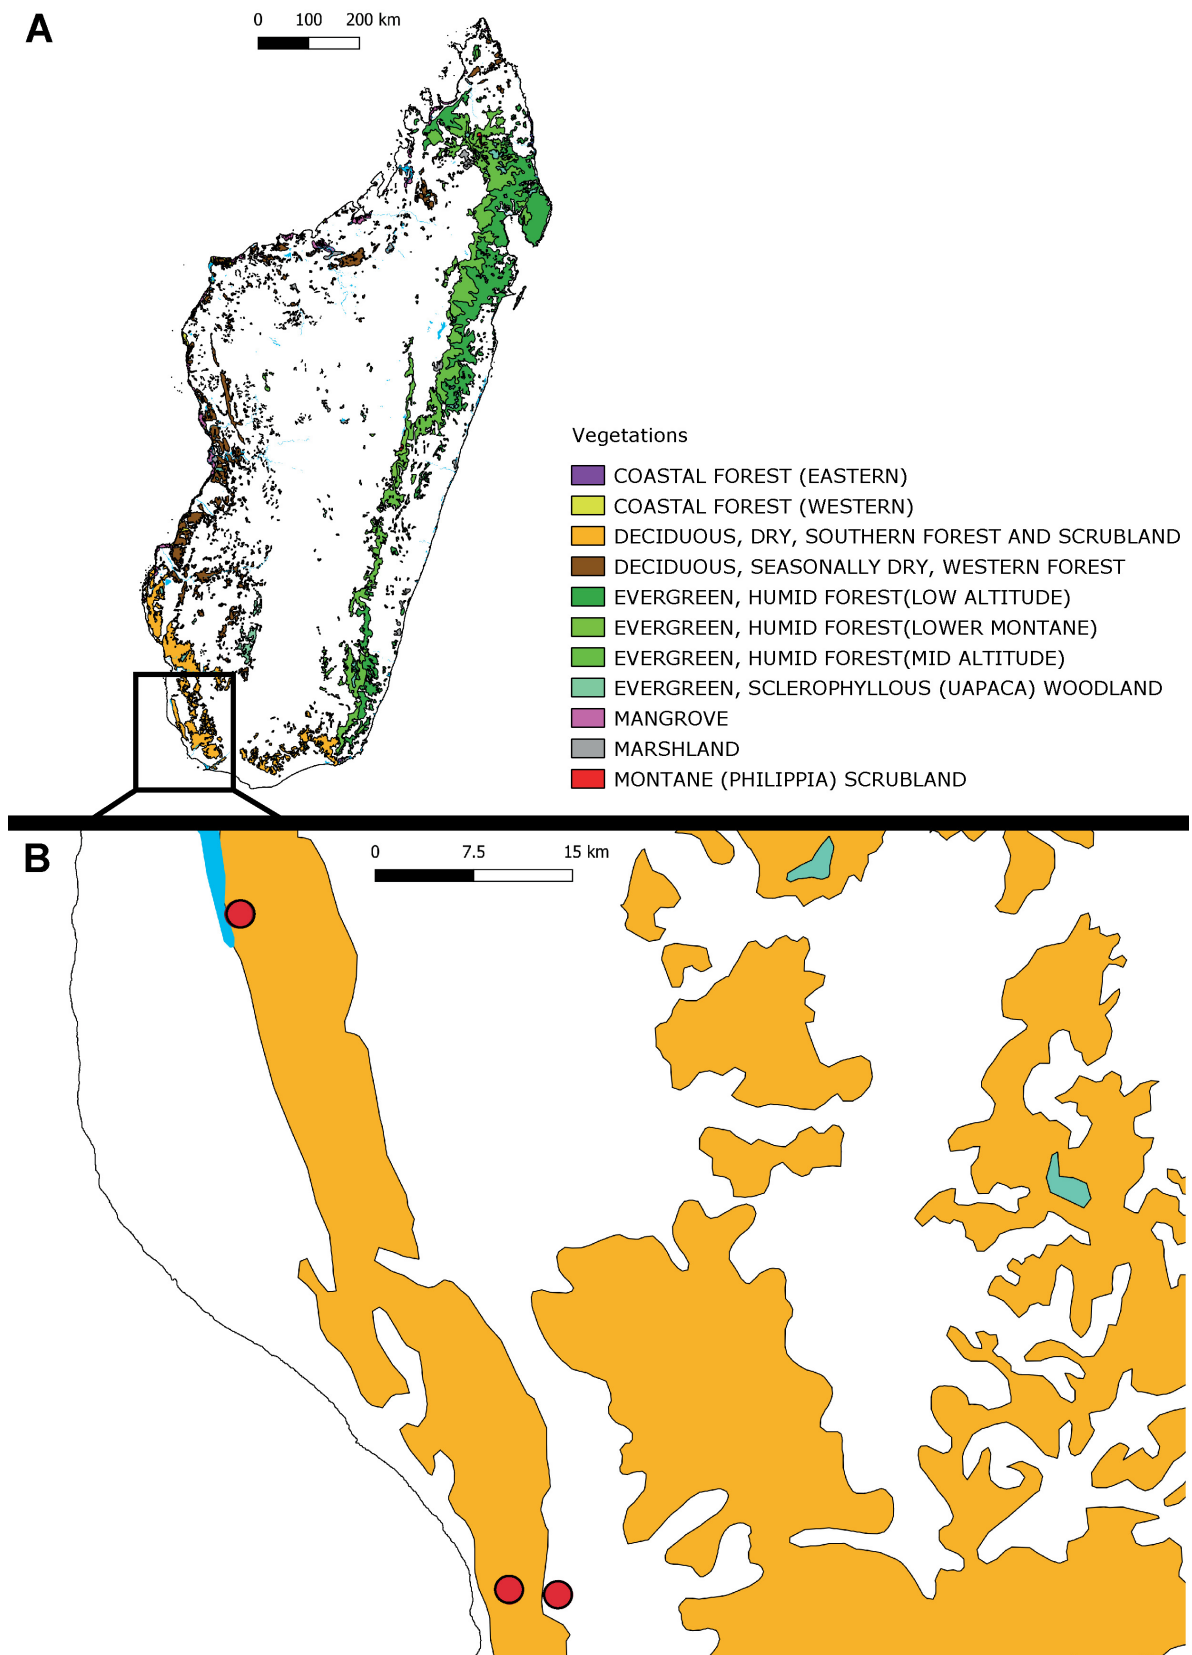 A
0 100 200 km
Vegetations
COASTAL FOREST (EASTERN)
COASTAL FOREST (WESTERN)
DECIDUOUS, DRY, SOUTHERN FOREST AND SCRUBLAND
DECIDUOUS, SEASONALLY DRY, WESTERN FOREST
EVERGREEN, HUMID FOREST(LOW ALTITUDE)
EVERGREEN, HUMID FOREST(LOWER MONTANE)
EVERGREEN, HUMID FOREST(MID ALTITUDE)
EVERGREEN, SCLEROPHYLLOUS (UAPACA) WOODLAND
MANGROVE
MARSHLAND
MONTANE (PHILIPPIA) SCRUBLAND
B
0 7.5 15 km